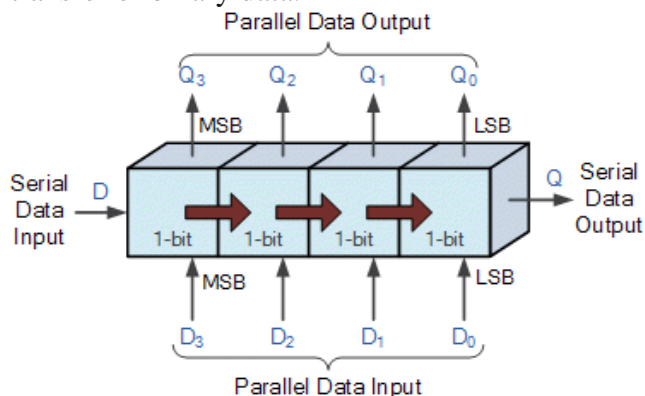 Parallel Data Output
Q3 Q2 Q1 Q0
MSB LSB
Serial Data Input D
Q Serial Data Output
1-bit 1-bit 1-bit 1-bit
MSB LSB
D3 D2 D1 D0
Parallel Data Input